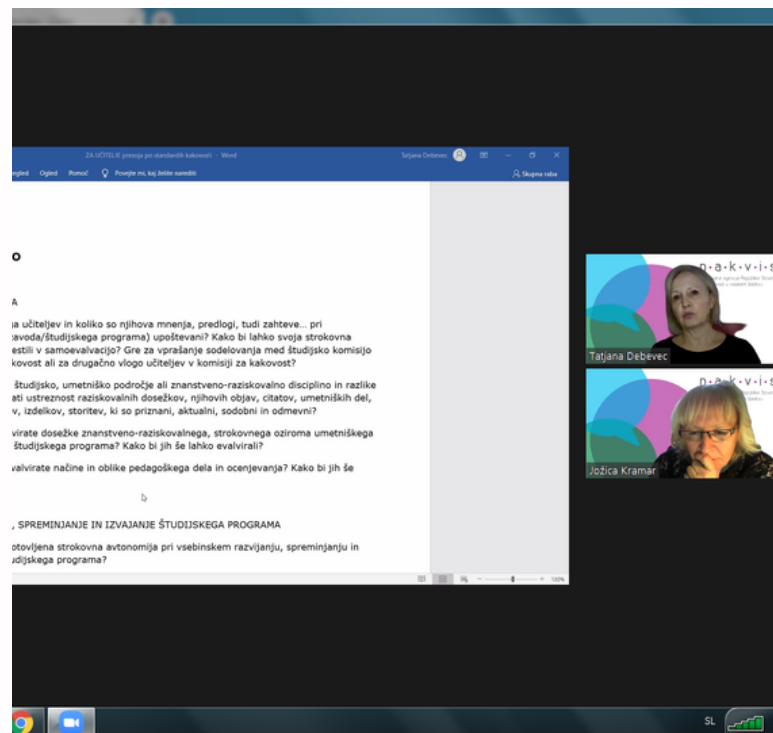 ZA UČITELJE presoja po standardih kakovosti - Word
Tatjana Debevec
Ogled Pomoč Povejte mi, kaj želite narediti
Skupna raba
o
A
ga učiteljev in koliko so njihova mnenja, predlogi, tudi zahteve... pri
zavoda/študijskega programa) upoštevani? Kako bi lahko svoja strokovna
estili v samoevalvacijo? Gre za vprašanje sodelovanja med študijsko komisijo
kovost ali za drugačno vlogo učiteljev v komisiji za kakovost?
študijsko, umetniško področje ali znanstveno-raziskovalno disciplino in razlike
ati ustreznost raziskovalnih dosežkov, njihovih objav, citatov, umetniških del,
v, izdelkov, storitev, ki so priznani, aktualni, sodobni in odmevni?
virate dosežke znanstveno-raziskovalnega, strokovnega oziroma umetniškega
študijskega programa? Kako bi jih še lahko evalvirali?
valvirate načine in oblike pedagoškega dela in ocenjevanja? Kako bi jih še
, SPREMINJANJE IN IZVAJANJE ŠTUDIJSKEGA PROGRAMA
otovljena strokovna avtonomija pri vsebinskem razvijanju, spreminjanju in
udijskega programa?
n·a·k·v·i·s
Tatjana Debevec
n·a·k·v·i·s
Jožica Kramar
SL